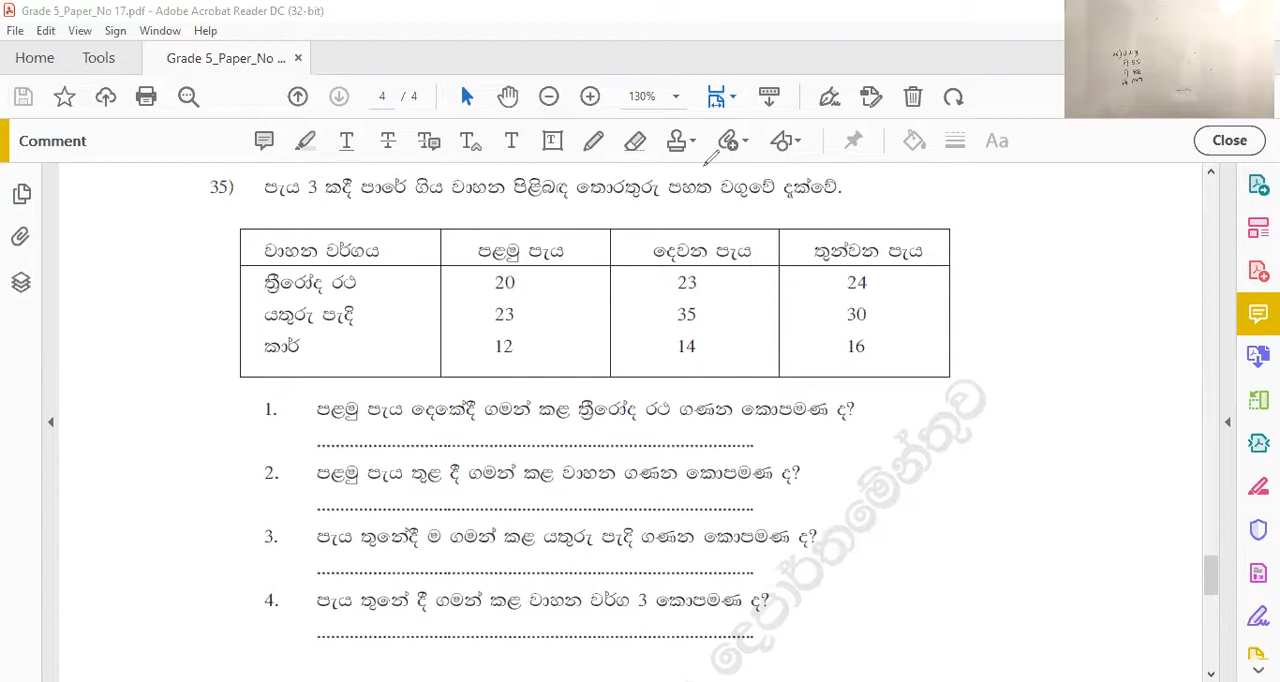 Grade 5_Paper_No 17.pdf - Adobe Acrobat Reader DC (32-bit)
File Edit View Sign Window Help
Home Tools Grade 5_Paper_No ... ×
4 / 4 130%
Comment
Close
35) පැය 3 කදී පාරේ ගිය වාහන පිළිබඳ තොරතුරු පහත වගුවේ දැක්වේ.
වාහන වර්ගය පළමු පැය දෙවන පැය තුන්වන පැය
ත්‍රීරෝද රථ 20 23 24
යතුරු පැදි 23 35 30
කාර් 12 14 16
1. පළමු පැය දෙකේදී ගමන් කළ ත්‍රීරෝද රථ ගණන කොපමණ ද?
2. පළමු පැය තුළ දී ගමන් කළ වාහන ගණන කොපමණ ද?
3. පැය තුනේදී ම ගමන් කළ යතුරු පැදි ගණන කොපමණ ද?
4. පැය තුනේ දී ගමන් කළ වාහන වර්ග 3 කොපමණ ද?
දෙපාර්තමේන්තුව